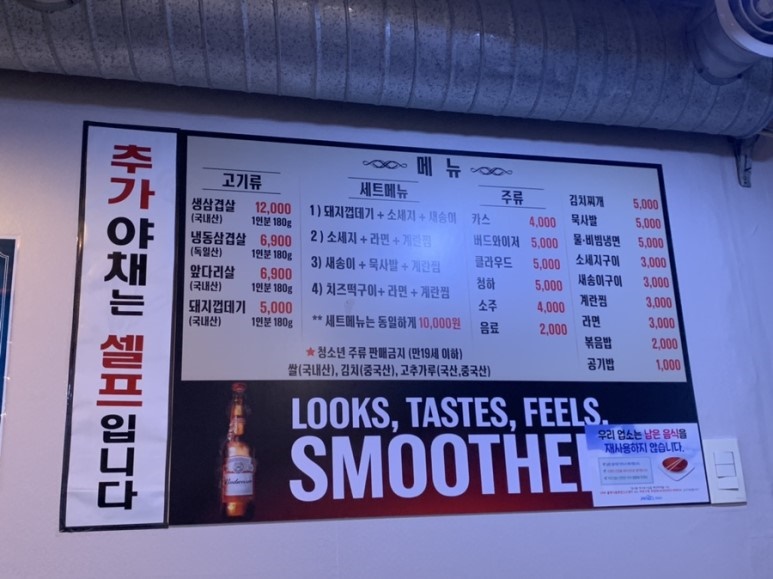 추가 야채는 셀프입니다
메뉴
고기류
생삼겹살 12,000
(국내산) 1인분 180g
냉동삼겹살 6,900
(독일산) 1인분 180g
앞다리살 6,900
(국내산) 1인분 180g
돼지껍데기 5,000
(국내산) 1인분 180g
세트메뉴
1) 돼지껍데기 + 소세지 + 새송이
2) 소세지 + 라면 + 계란찜
3) 새송이 + 묵사발 + 계란찜
4) 치즈떡구이 + 라면 + 계란찜
** 세트메뉴는 동일하게 10,000원
주류
카스 4,000
버드와이저 5,000
클라우드 5,000
청하 5,000
소주 4,000
음료 2,000
김치찌개 5,000
묵사발 5,000
물·비빔냉면 5,000
소세지구이 3,000
새송이구이 3,000
계란찜 3,000
라면 3,000
볶음밥 2,000
공기밥 1,000
★청소년 주류 판매금지 (만19세 이하)
쌀(국내산), 김치(중국산), 고추가루(국산,중국산)
LOOKS, TASTES, FEELS.
SMOOTHE
Budweiser
우리 업소는 남은 음식을
재사용하지 않습니다.